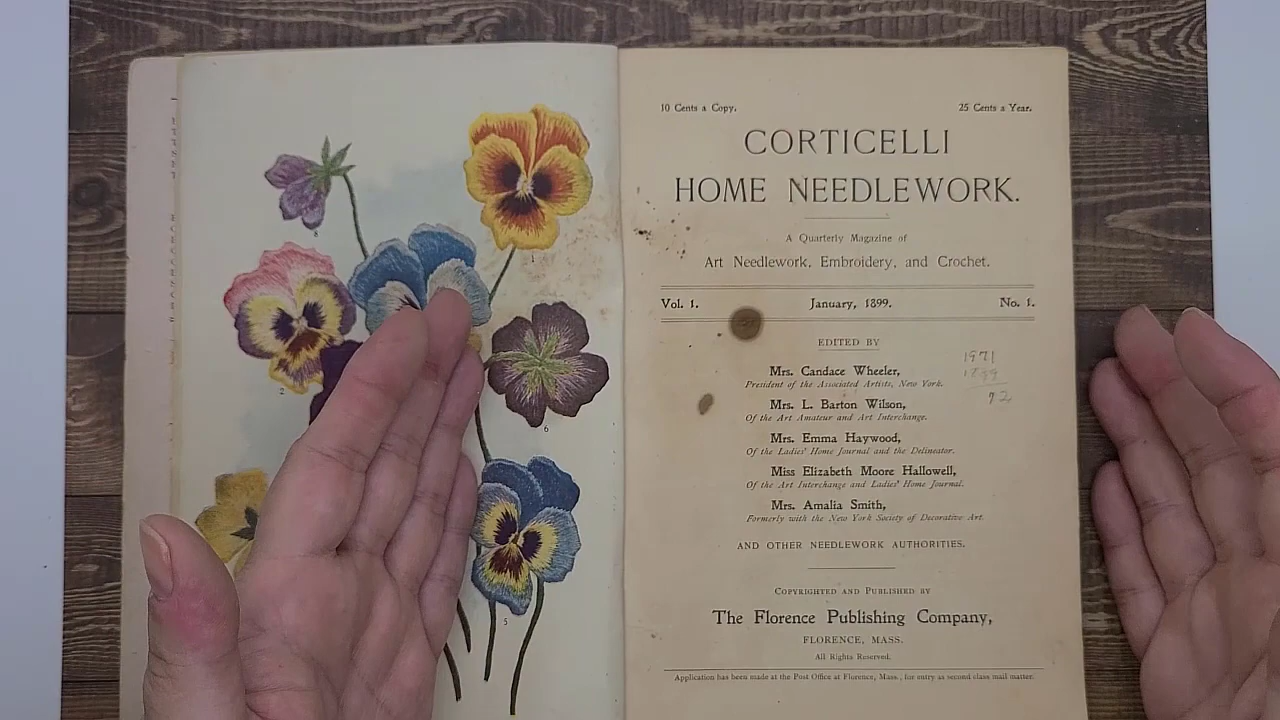 8
1
2
6
5
10 Cents a Copy. 25 Cents a Year.
CORTICELLI
HOME NEEDLEWORK.
A Quarterly Magazine of
Art Needlework, Embroidery, and Crochet.
Vol. 1. January, 1899. No. 1.
EDITED BY
Mrs. Candace Wheeler,
President of the Associated Artists, New York.
Mrs. L. Barton Wilson,
Of the Art Amateur and Art Interchange.
Mrs. Emma Haywood,
Of the Ladies' Home Journal and the Delineator.
Miss Elizabeth Moore Hallowell,
Of the Art Interchange and Ladies' Home Journal.
Mrs. Amalia Smith,
Formerly with the New York Society of Decorative Art.
AND OTHER NEEDLEWORK AUTHORITIES.
1971
72
COPYRIGHTED AND PUBLISHED BY
The Florence Publishing Company,
FLORENCE, MASS.
All Rights Reserved.
Application has been made at the Post Office at Florence, Mass., for entry as second class mail matter.